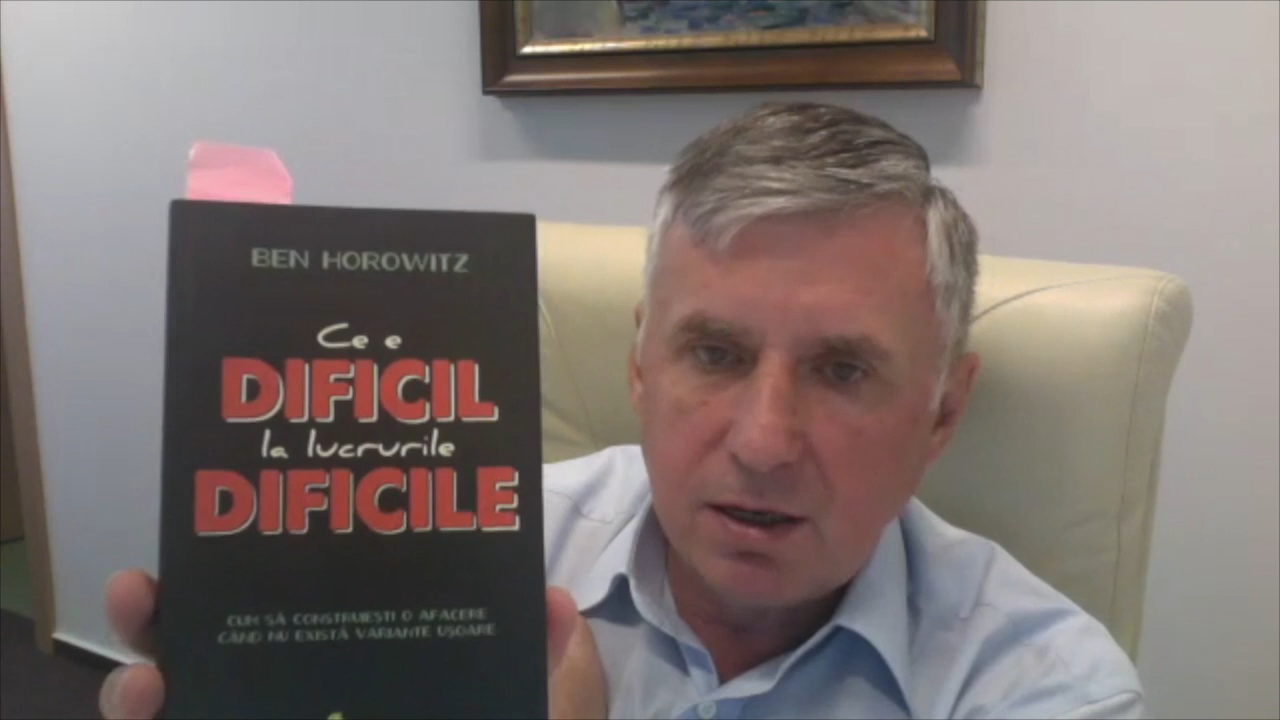 BEN HOROWITZ
Ce e
DIFICIL
la lucrurile
DIFICILE
CUM SĂ CONSTRUIEȘTI O AFACERE
CÂND NU EXISTĂ VARIANTE UȘOARE